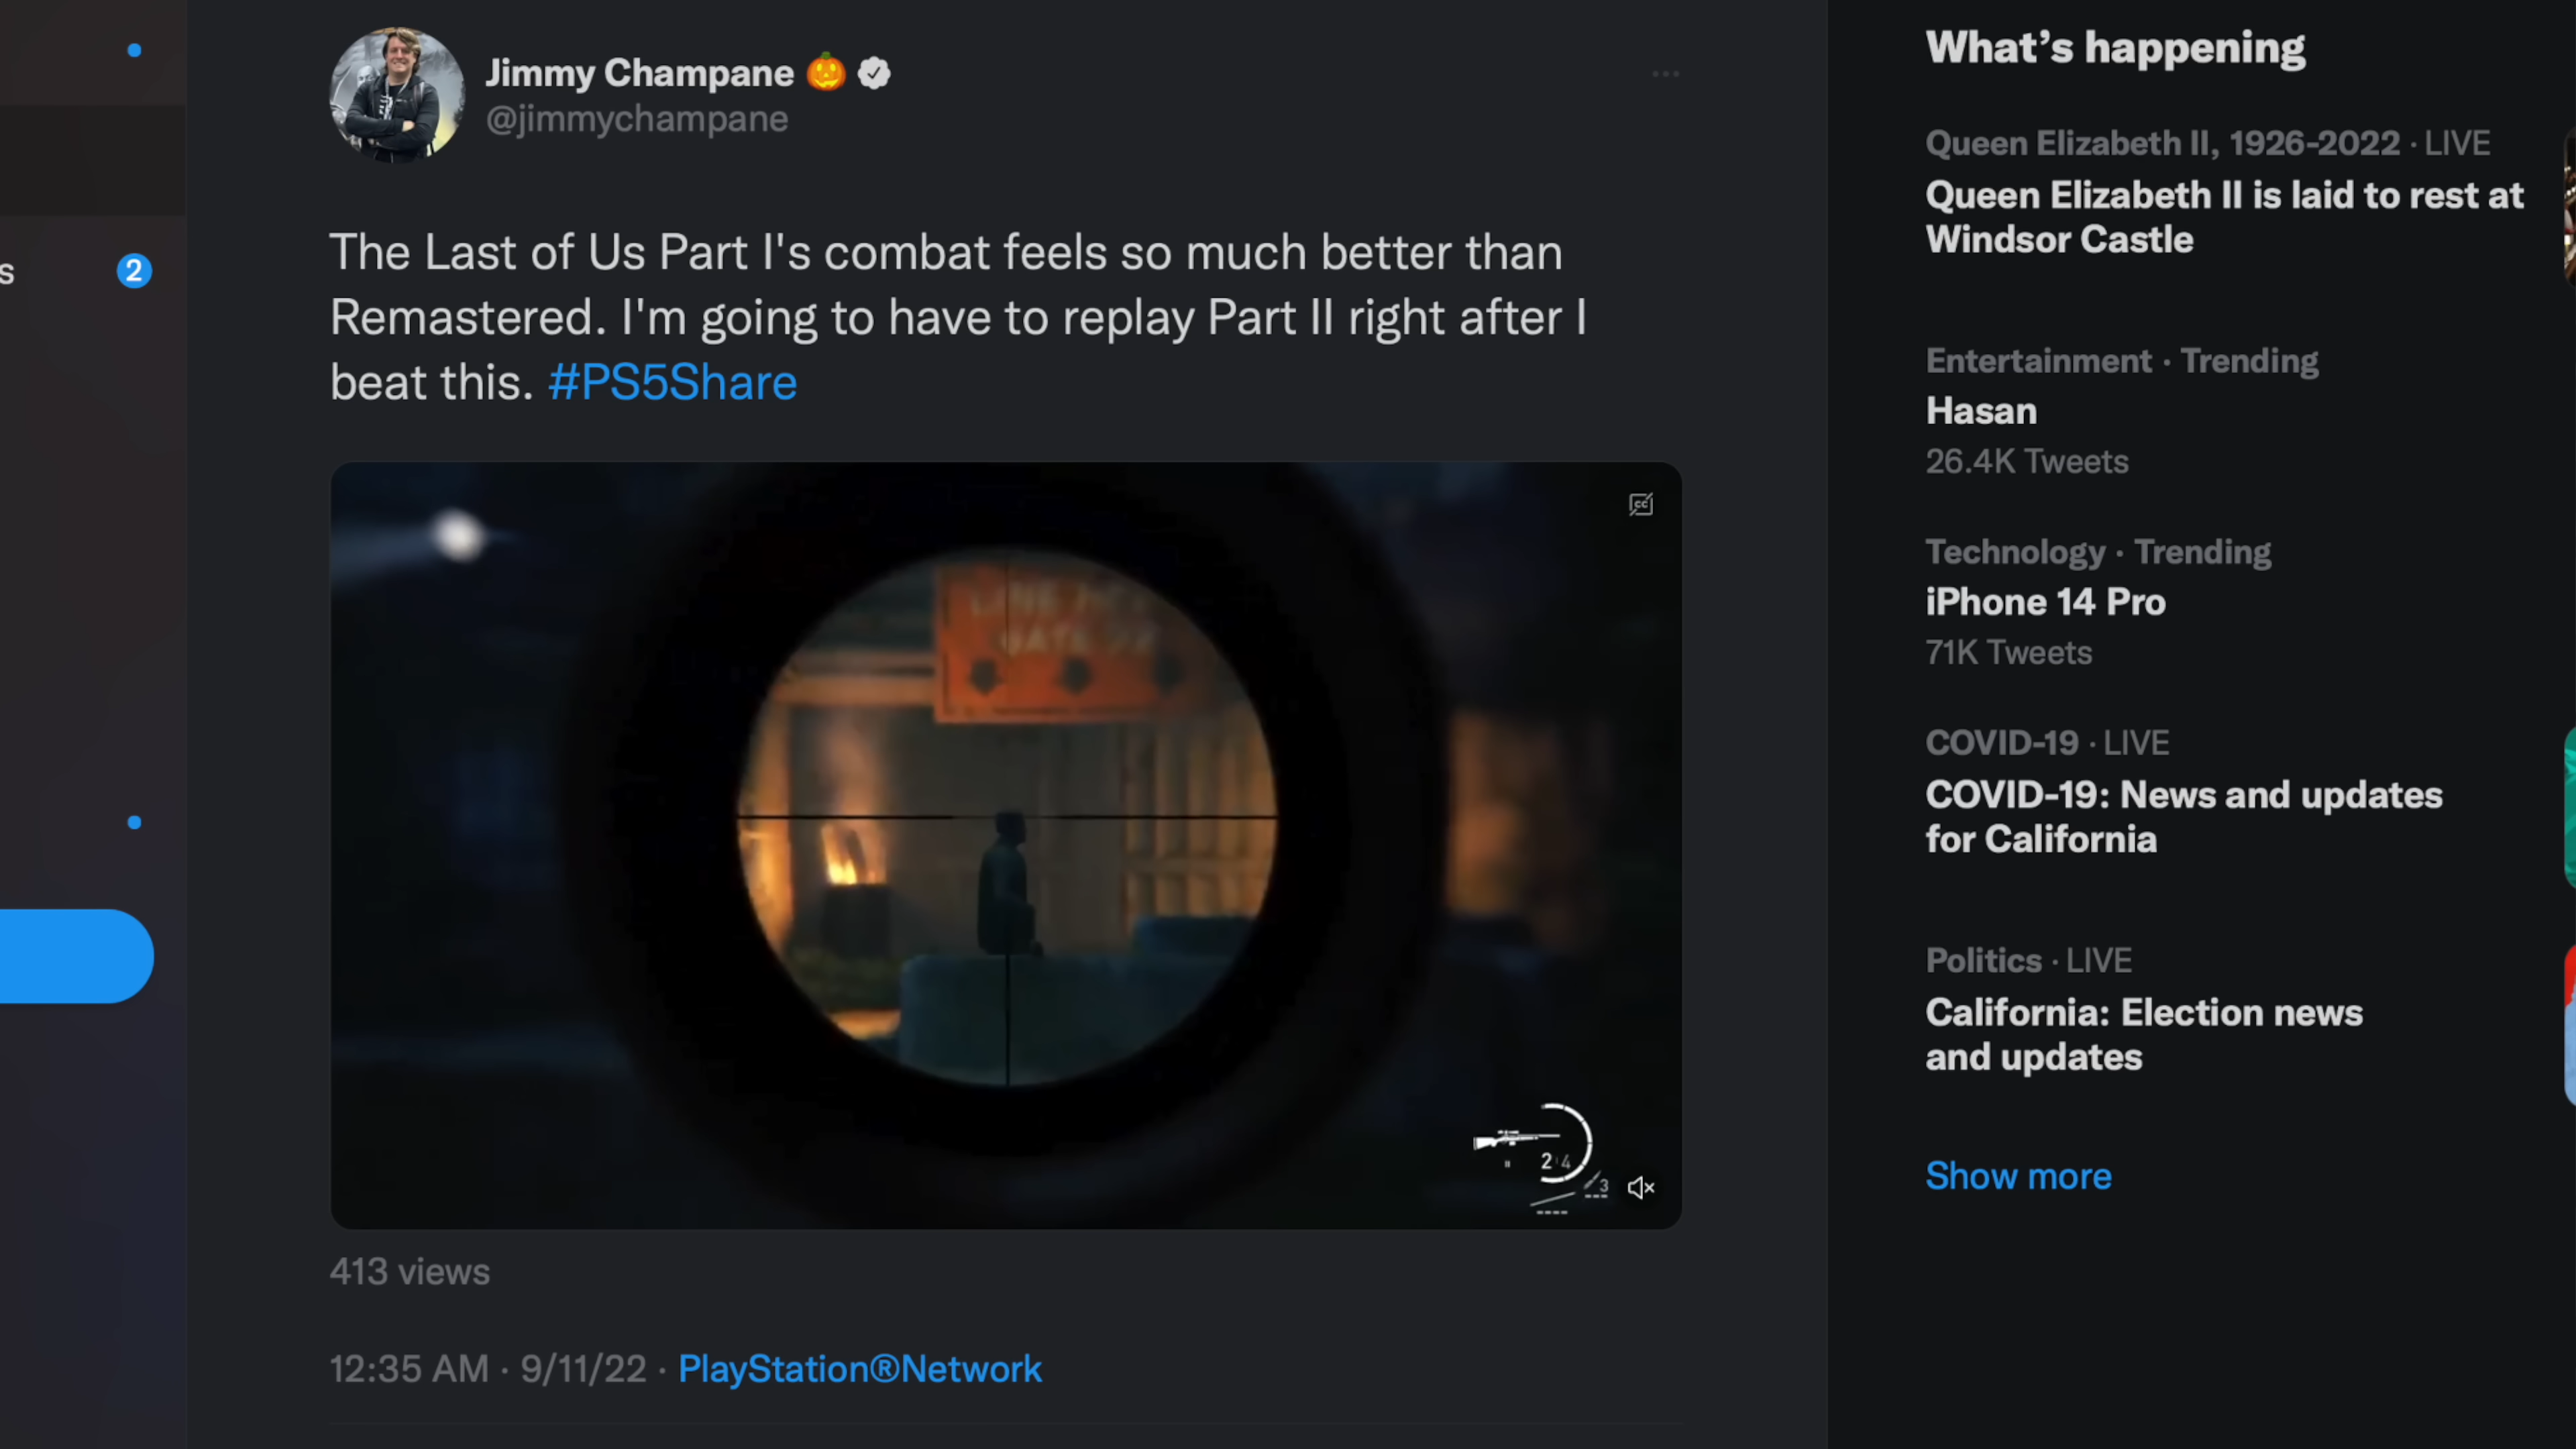 s
2
Jimmy Champane
@jimmychampane
The Last of Us Part I's combat feels so much better than
Remastered. I'm going to have to replay Part II right after I
beat this. #PS5Share
CC
2 4
3
413 views
12:35 AM · 9/11/22 · PlayStation®Network
What's happening
Queen Elizabeth II, 1926-2022 · LIVE
Queen Elizabeth II is laid to rest at
Windsor Castle
Entertainment · Trending
Hasan
26.4K Tweets
Technology · Trending
iPhone 14 Pro
71K Tweets
COVID-19 · LIVE
COVID-19: News and updates
for California
Politics · LIVE
California: Election news
and updates
Show more